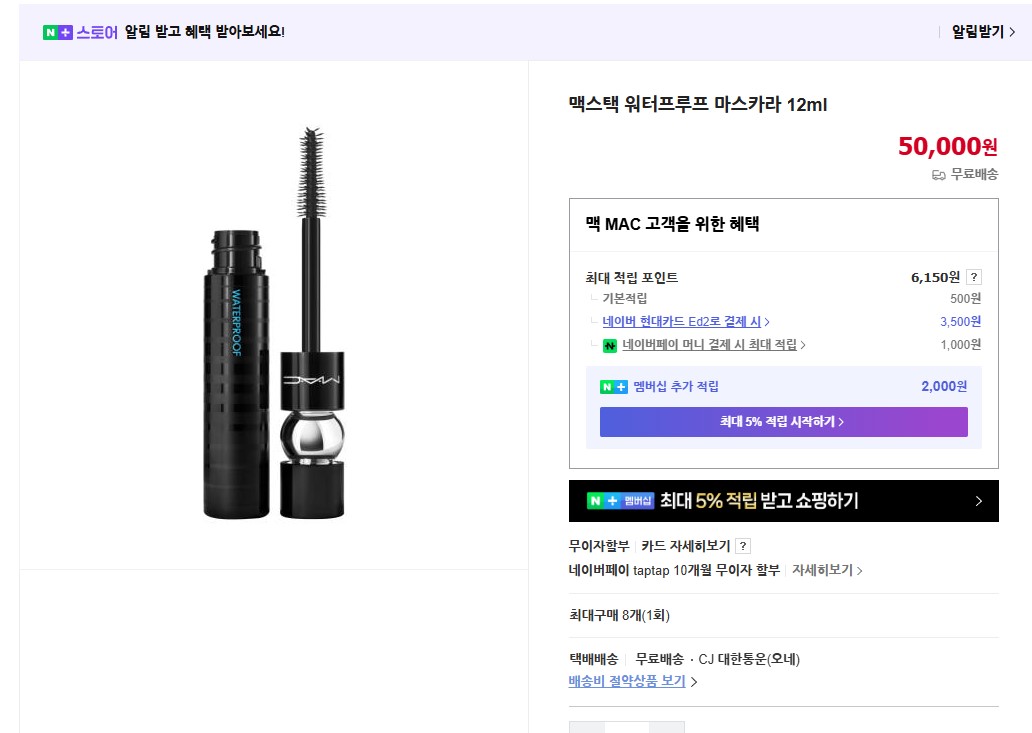 N+ 스토어 알림 받고 혜택 받아보세요!
알림받기
WATERPROOF
MAC
맥스택 워터프루프 마스카라 12ml
50,000원
무료배송
맥 MAC 고객을 위한 혜택
최대 적립 포인트 6,150원 ?
기본적립 500원
네이버 현대카드 Ed2로 결제 시 3,500원
N 네이버페이 머니 결제 시 최대 적립 1,000원
N+ 멤버십 추가 적립 2,000원
최대 5% 적립 시작하기
N+ 멤버십 최대 5% 적립 받고 쇼핑하기
무이자할부 카드 자세히보기 ?
네이버페이 taptap 10개월 무이자 할부 자세히보기
최대구매 8개(1회)
택배배송 무료배송 · CJ 대한통운(오네)
배송비 절약상품 보기